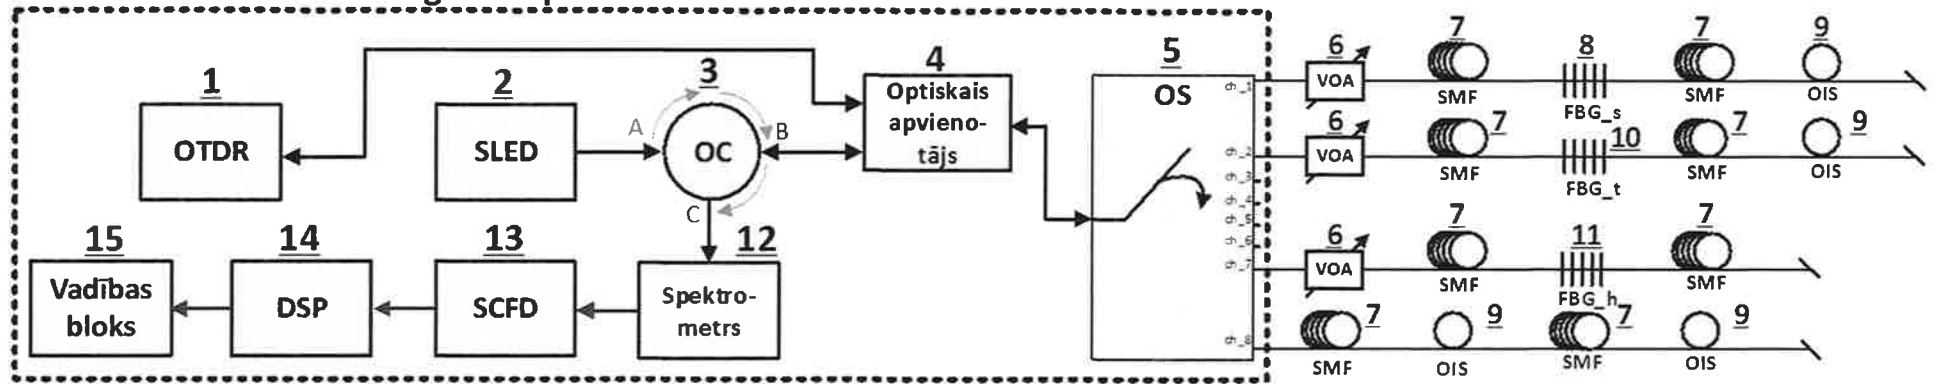 1
OTDR
2
SLED
3
A
B
C
OC
4
Optiskais
apvieno-
tājs
5
OS
ch_1
ch_2
ch_3
ch_4
ch_5
ch_6
ch_7
ch_8
15
Vadības
bloks
14
DSP
13
SCFD
12
Spektro-
metrs
6
VOA
7
SMF
8
FBG_s
7
SMF
9
OIS
6
VOA
7
SMF
10
FBG_t
7
SMF
9
OIS
6
VOA
7
SMF
11
FBG_h
7
SMF
7
SMF
9
OIS
7
SMF
9
OIS